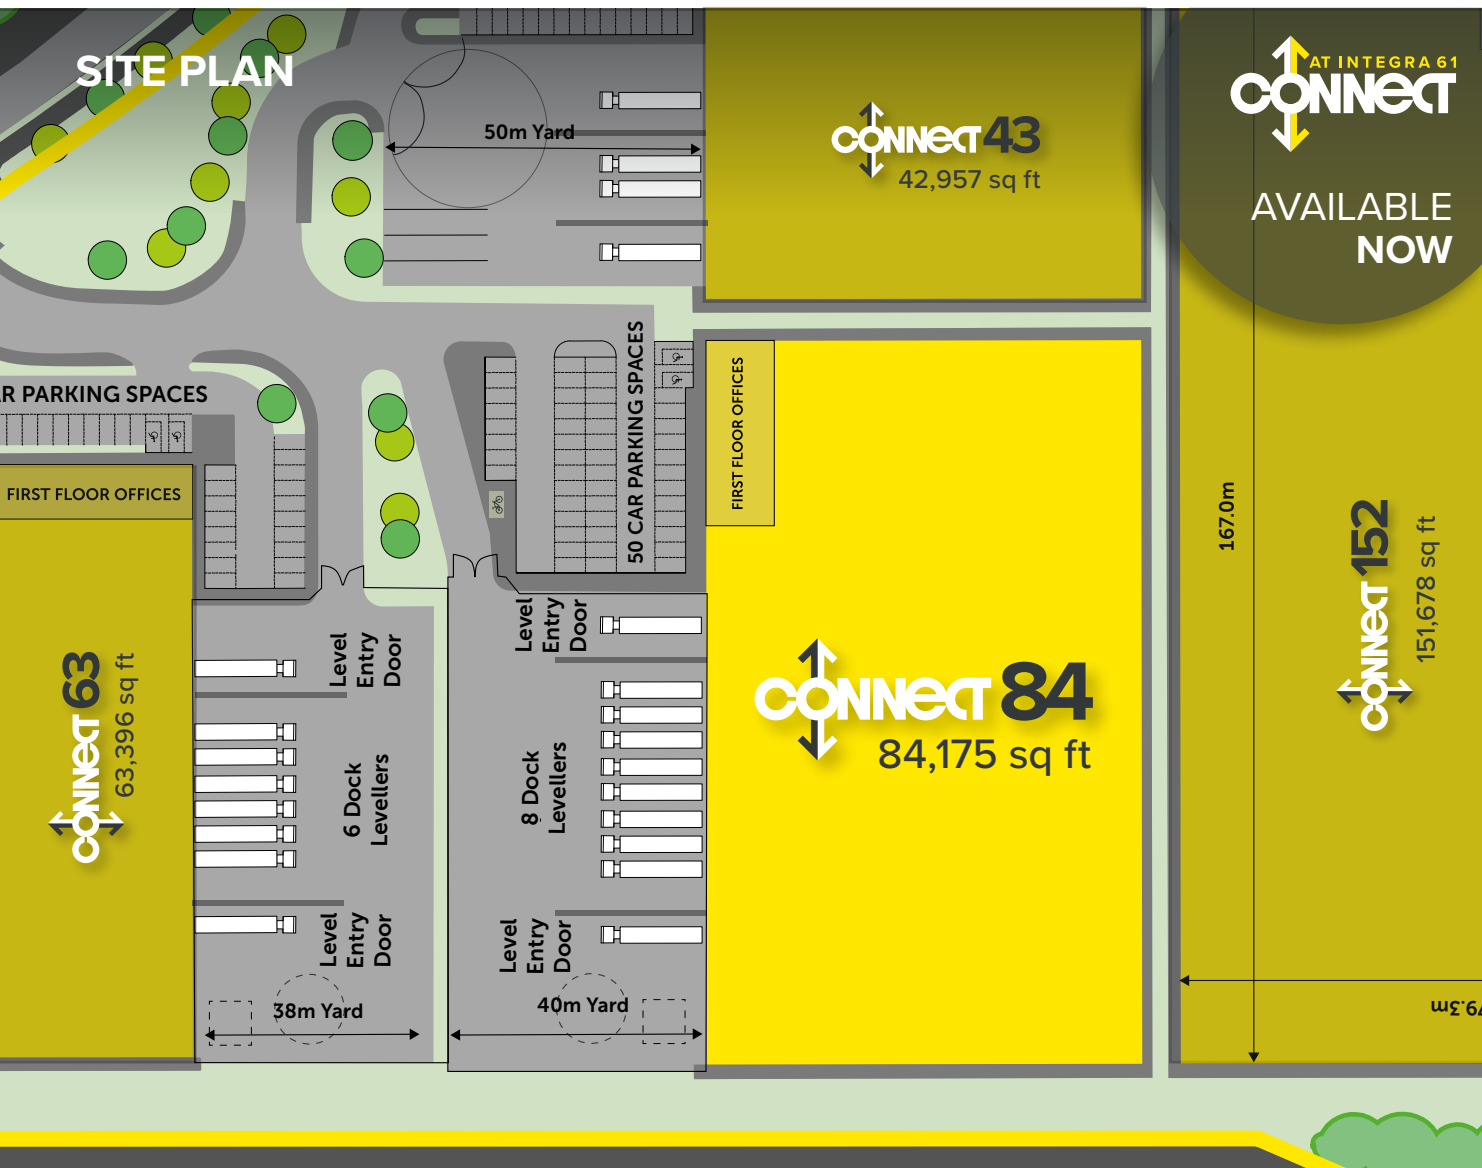 SITE PLAN
50m Yard
CONNECT 43
42,957 sq ft
AT INTEGRA 61
CONNECT
AVAILABLE
NOW
PARKING SPACES
FIRST FLOOR OFFICES
50 CAR PARKING SPACES
FIRST FLOOR OFFICES
167.0m
CONNECT 152
151,678 sq ft
CONNECT 63
63,396 sq ft
Level
Entry
Door
6 Dock
Levellers
Level
Entry
Door
38m Yard
Level
Entry
Door
8 Dock
Levellers
Level
Entry
Door
40m Yard
CONNECT 84
84,175 sq ft
79.3m